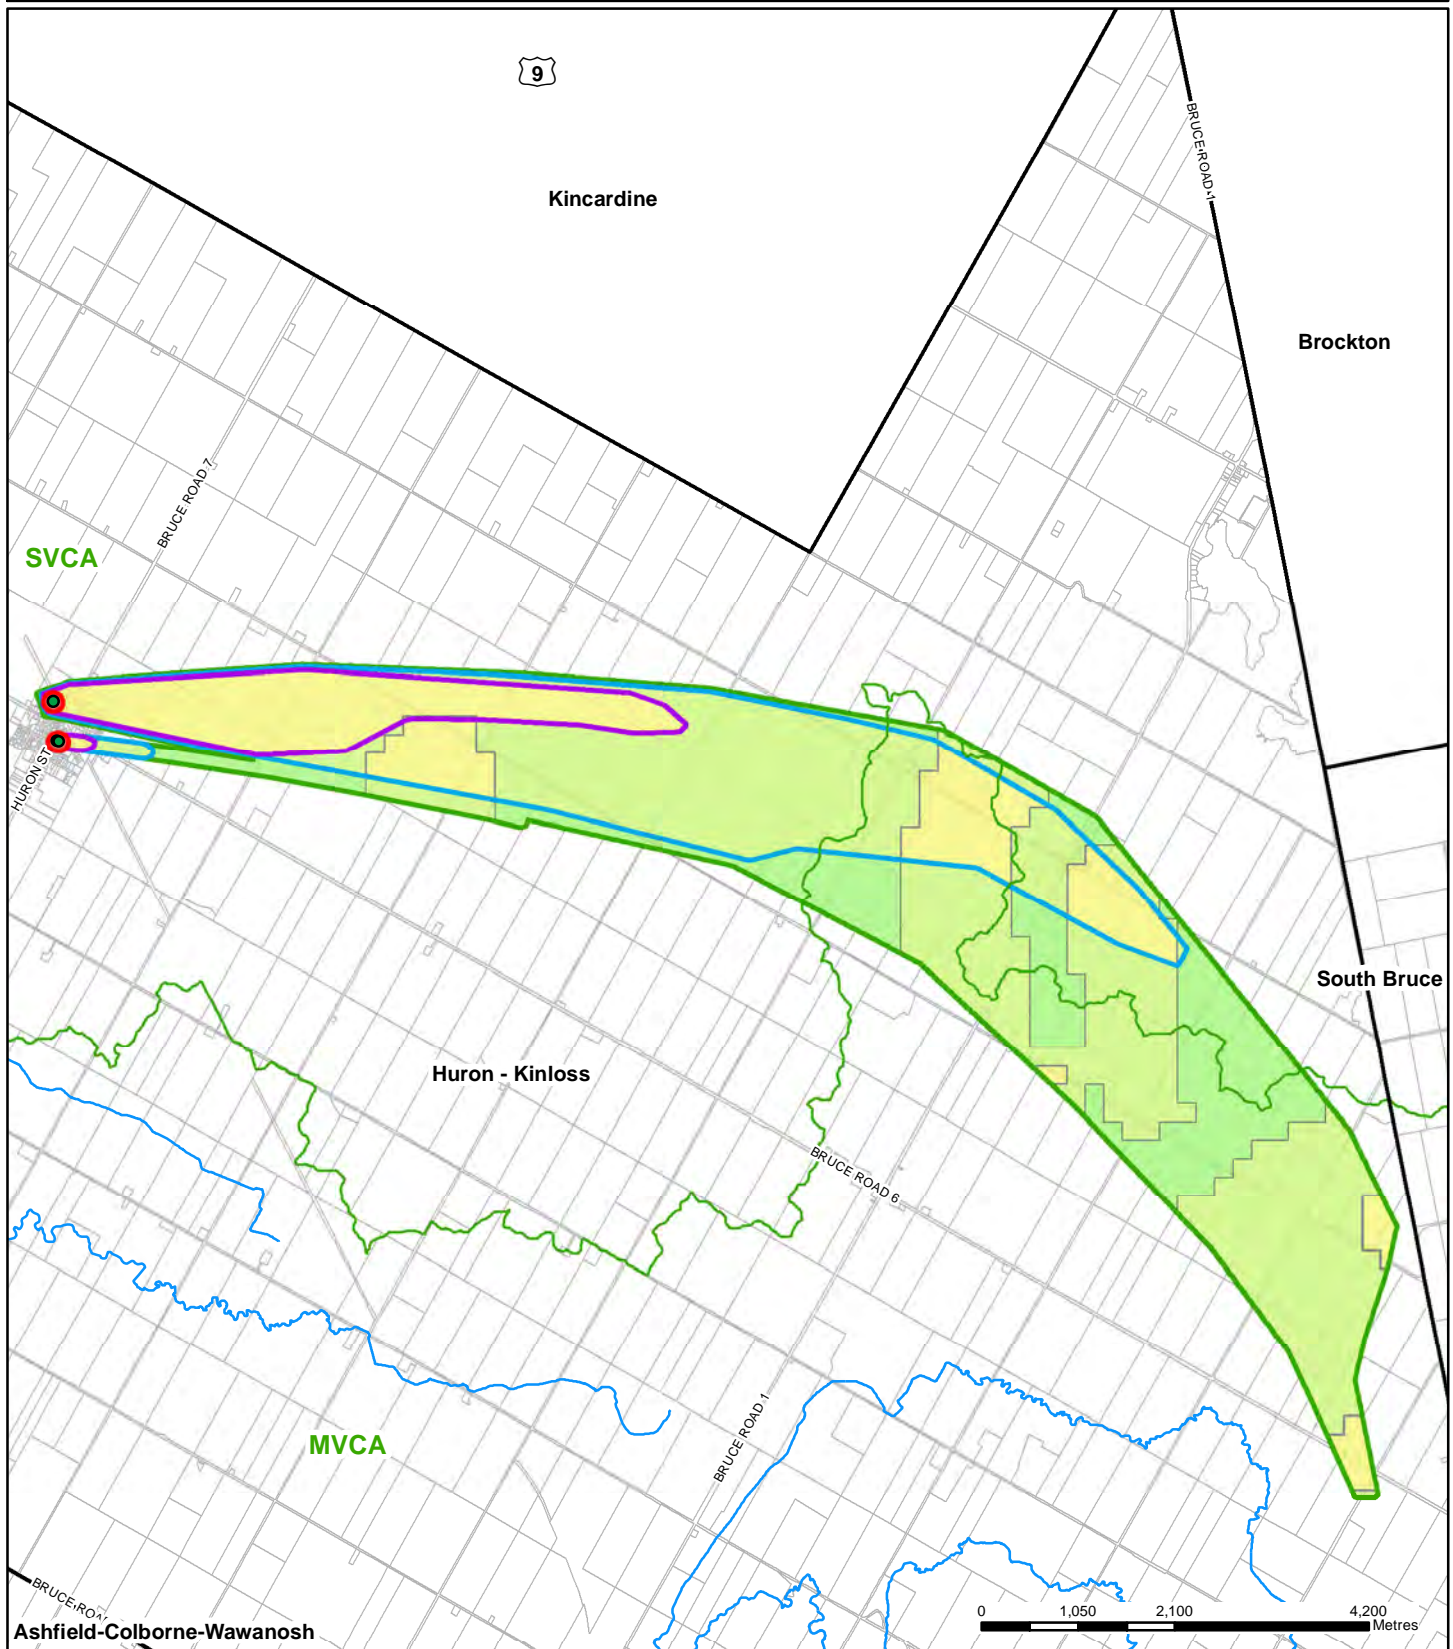 9
Kincardine
BRUCE ROAD 1
Brockton
BRUCE ROAD 7
SVCA
HURON ST
South Bruce
Huron - Kinloss
BRUCE ROAD 6
BRUCE ROAD 1
MVCA
BRUCE
Ashfield-Colborne-Wawanosh
0 1,050 2,100 4,200
Metres